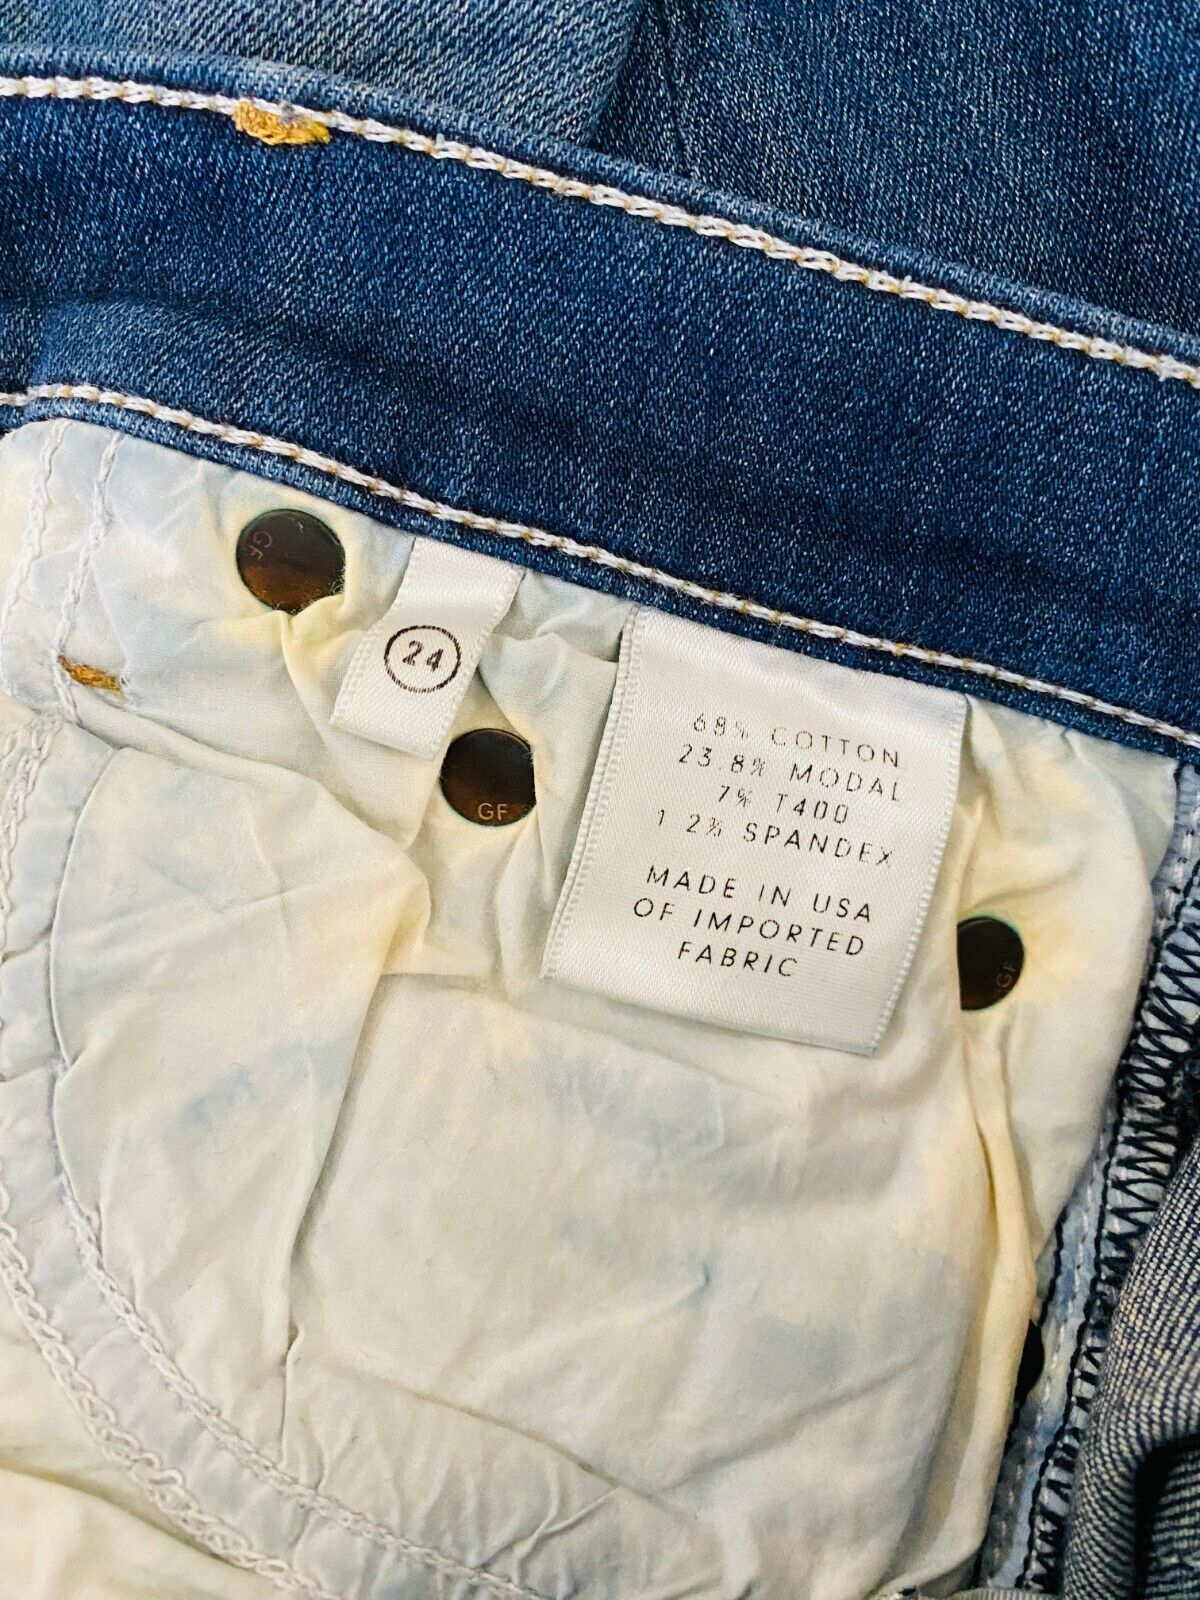 GF
24
GF
68% COTTON
23.8% MODAL
7% T400
1 2% SPANDEX
MADE IN USA
OF IMPORTED
FABRIC
GF